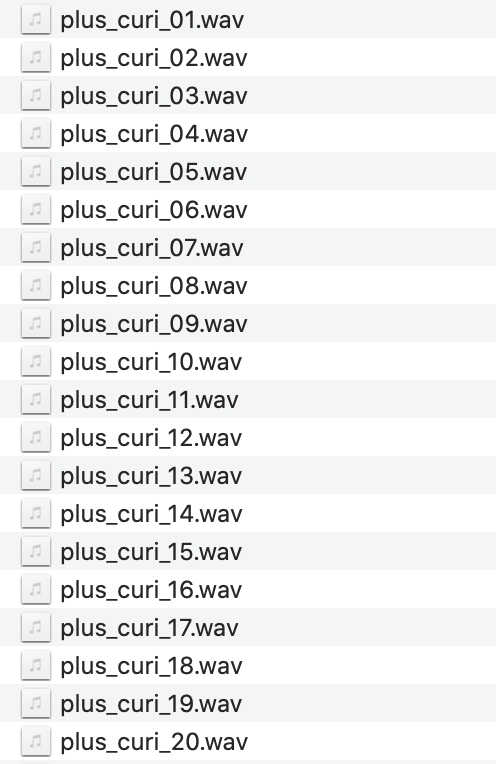 plus_curi_01.wav
plus_curi_02.wav
plus_curi_03.wav
plus_curi_04.wav
plus_curi_05.wav
plus_curi_06.wav
plus_curi_07.wav
plus_curi_08.wav
plus_curi_09.wav
plus_curi_10.wav
plus_curi_11.wav
plus_curi_12.wav
plus_curi_13.wav
plus_curi_14.wav
plus_curi_15.wav
plus_curi_16.wav
plus_curi_17.wav
plus_curi_18.wav
plus_curi_19.wav
plus_curi_20.wav